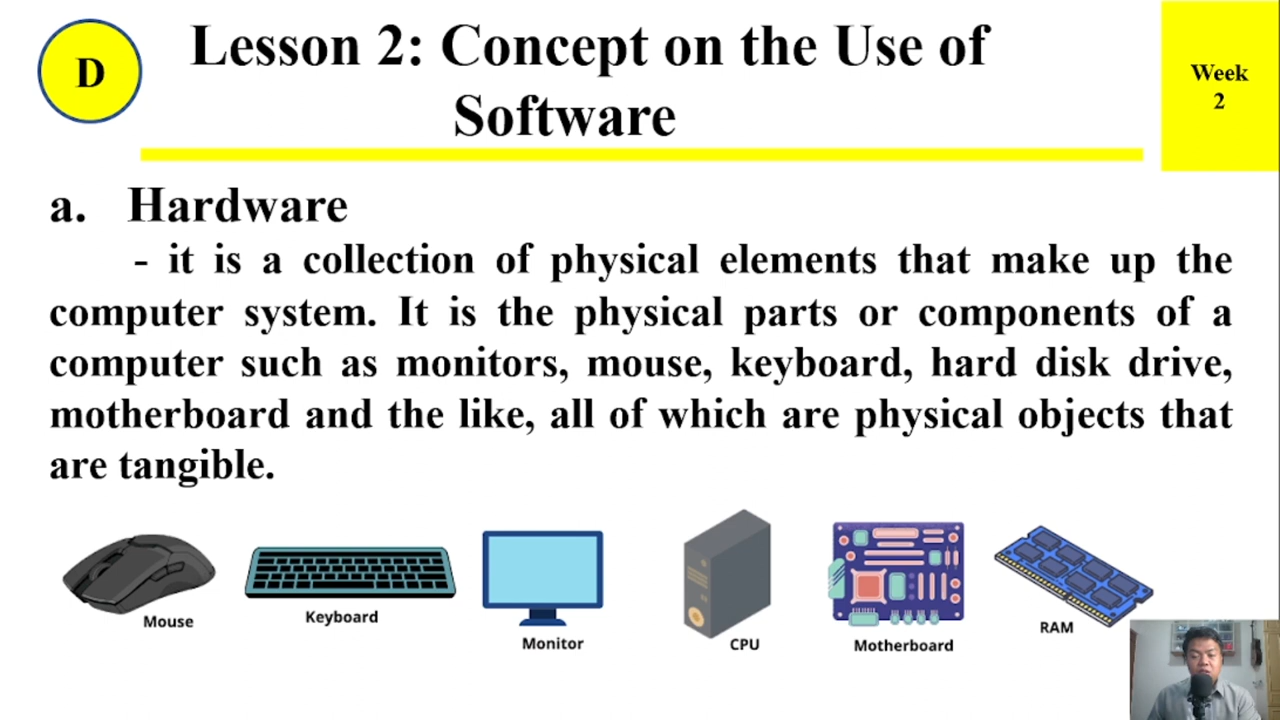 D
Lesson 2: Concept on the Use of
Software
Week
2
a. Hardware
- it is a collection of physical elements that make up the
computer system. It is the physical parts or components of a
computer such as monitors, mouse, keyboard, hard disk drive,
motherboard and the like, all of which are physical objects that
are tangible.
Mouse
Keyboard
Monitor
CPU
Motherboard
RAM